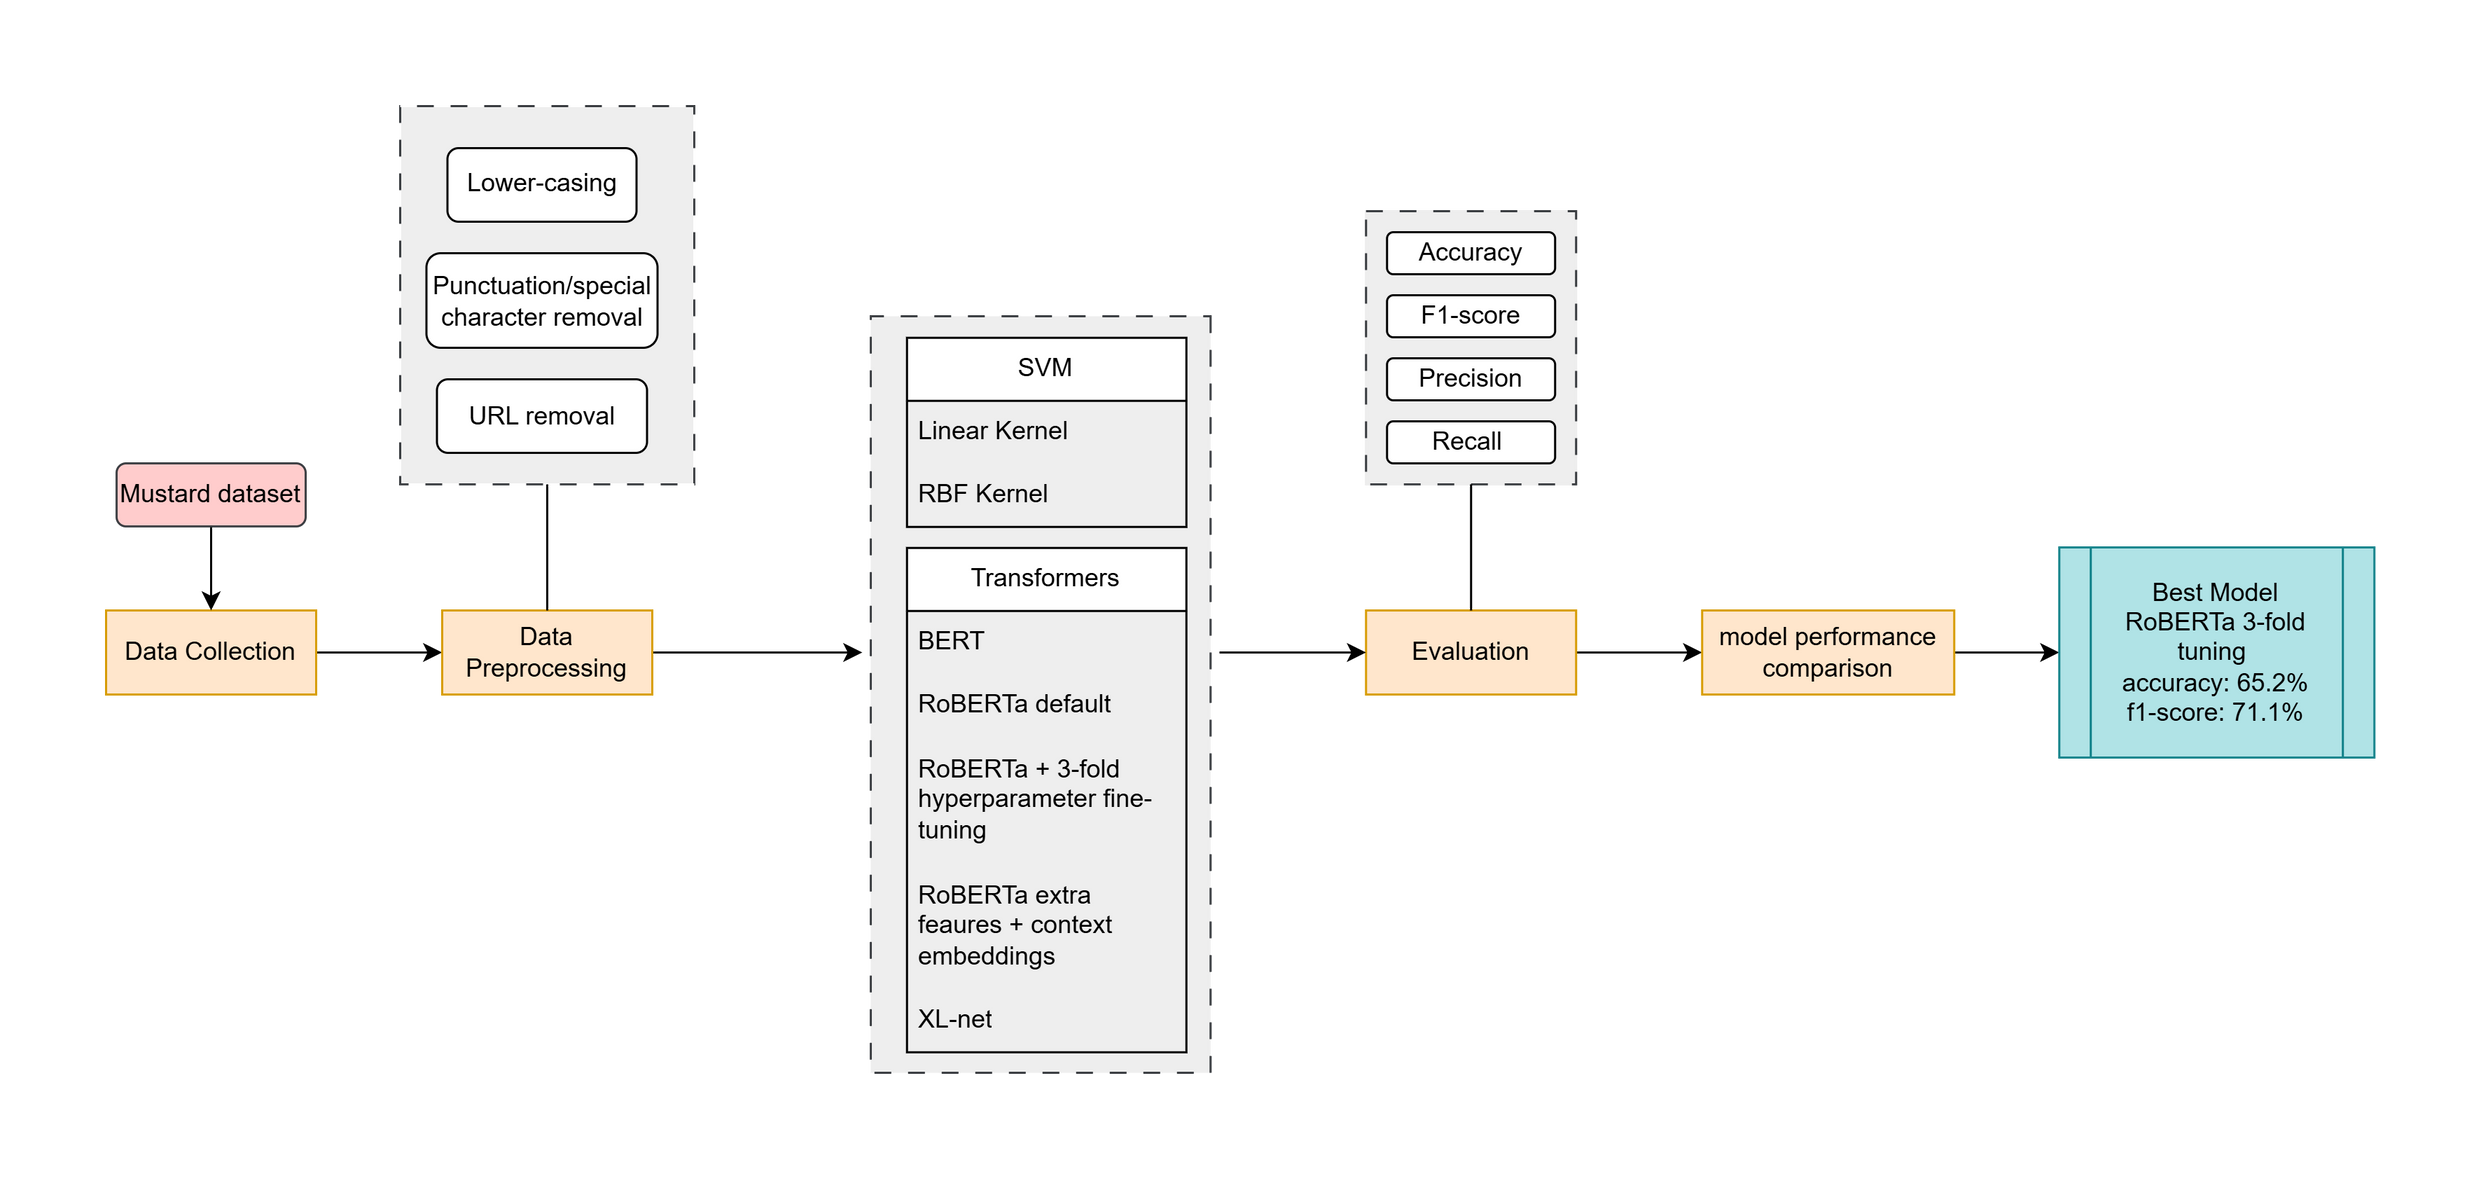 Mustard dataset
Data Collection
Lower-casing
Punctuation/special
character removal
URL removal
Data
Preprocessing
SVM
Linear Kernel
RBF Kernel
Transformers
BERT
RoBERTa default
RoBERTa + 3-fold
hyperparameter fine-
tuning
RoBERTa extra
feaures + context
embeddings
XL-net
Accuracy
F1-score
Precision
Recall
Evaluation
model performance
comparison
Best Model
RoBERTa 3-fold
tuning
accuracy: 65.2%
f1-score: 71.1%